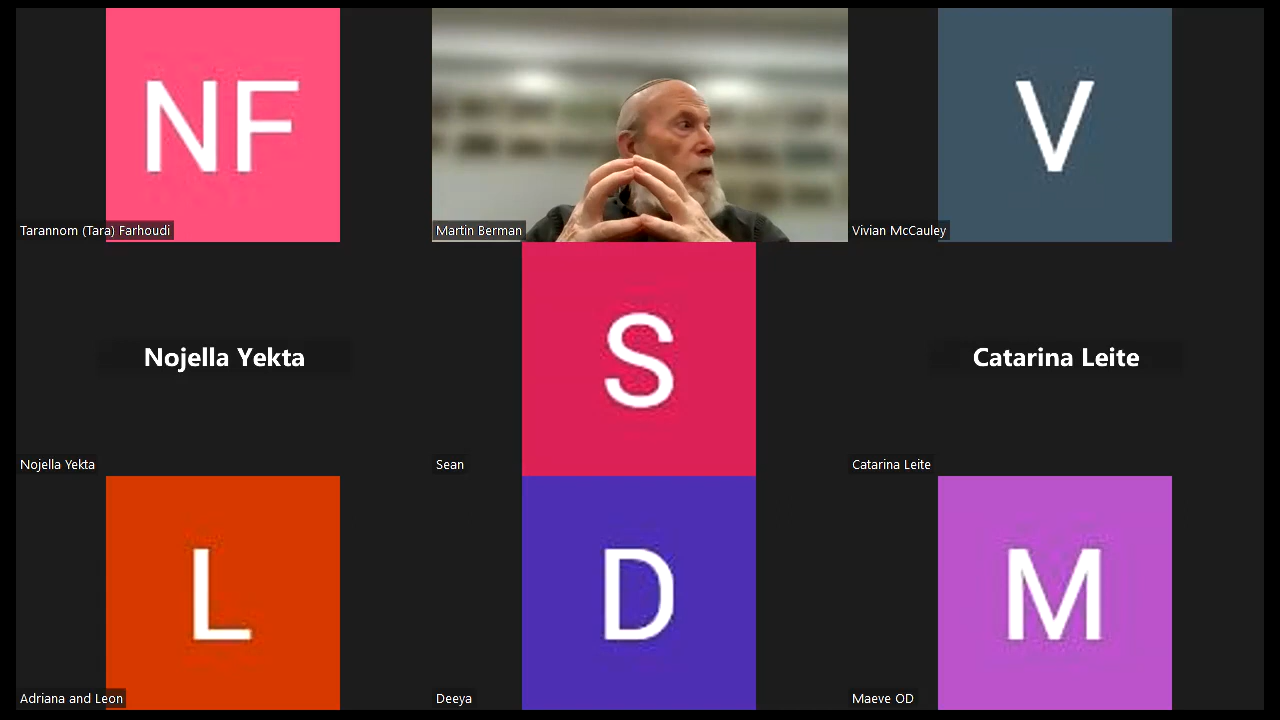 NF
V
Tarannom (Tara) Farhoudi
Martin Berman
Vivian McCauley
Nojella Yekta
S
Catarina Leite
Nojella Yekta
Sean
Catarina Leite
L
D
M
Adriana and Leon
Deeya
Maeve OD